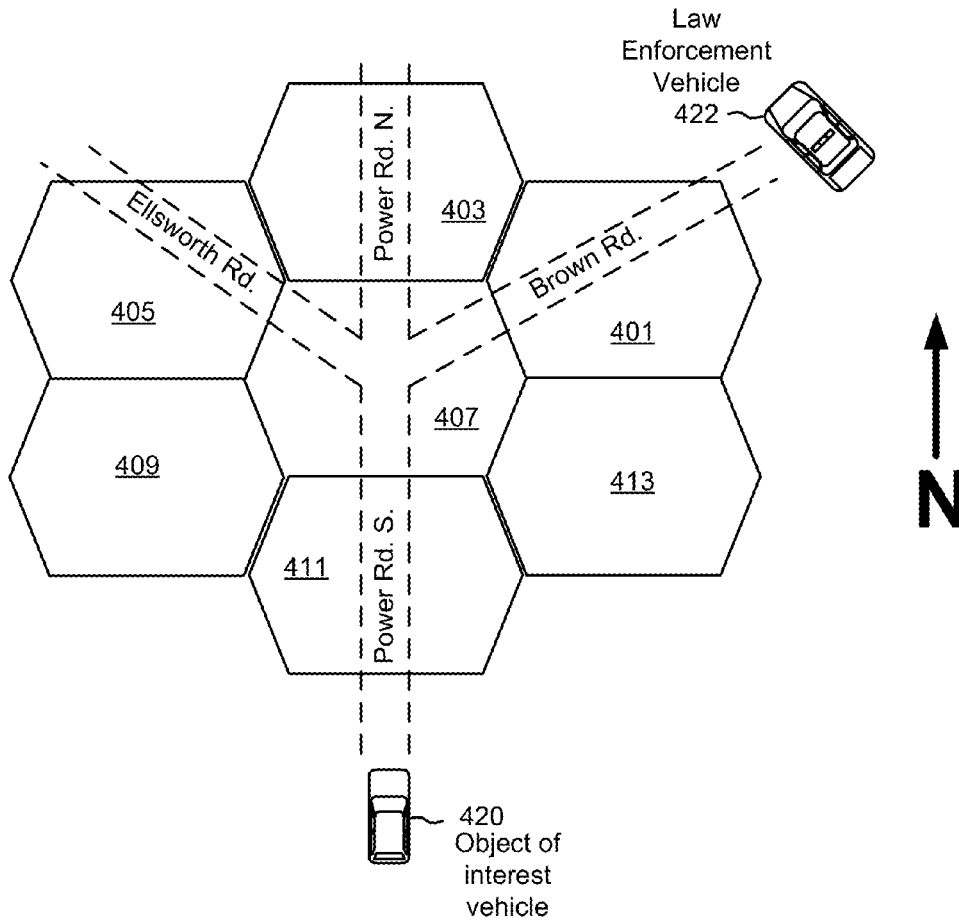 Law
Enforcement
Vehicle
422
Power Rd. N.
403
Ellsworth Rd.
Brown Rd.
405
401
407
409
413
N
411
Power Rd. S.
420
Object of
interest
vehicle